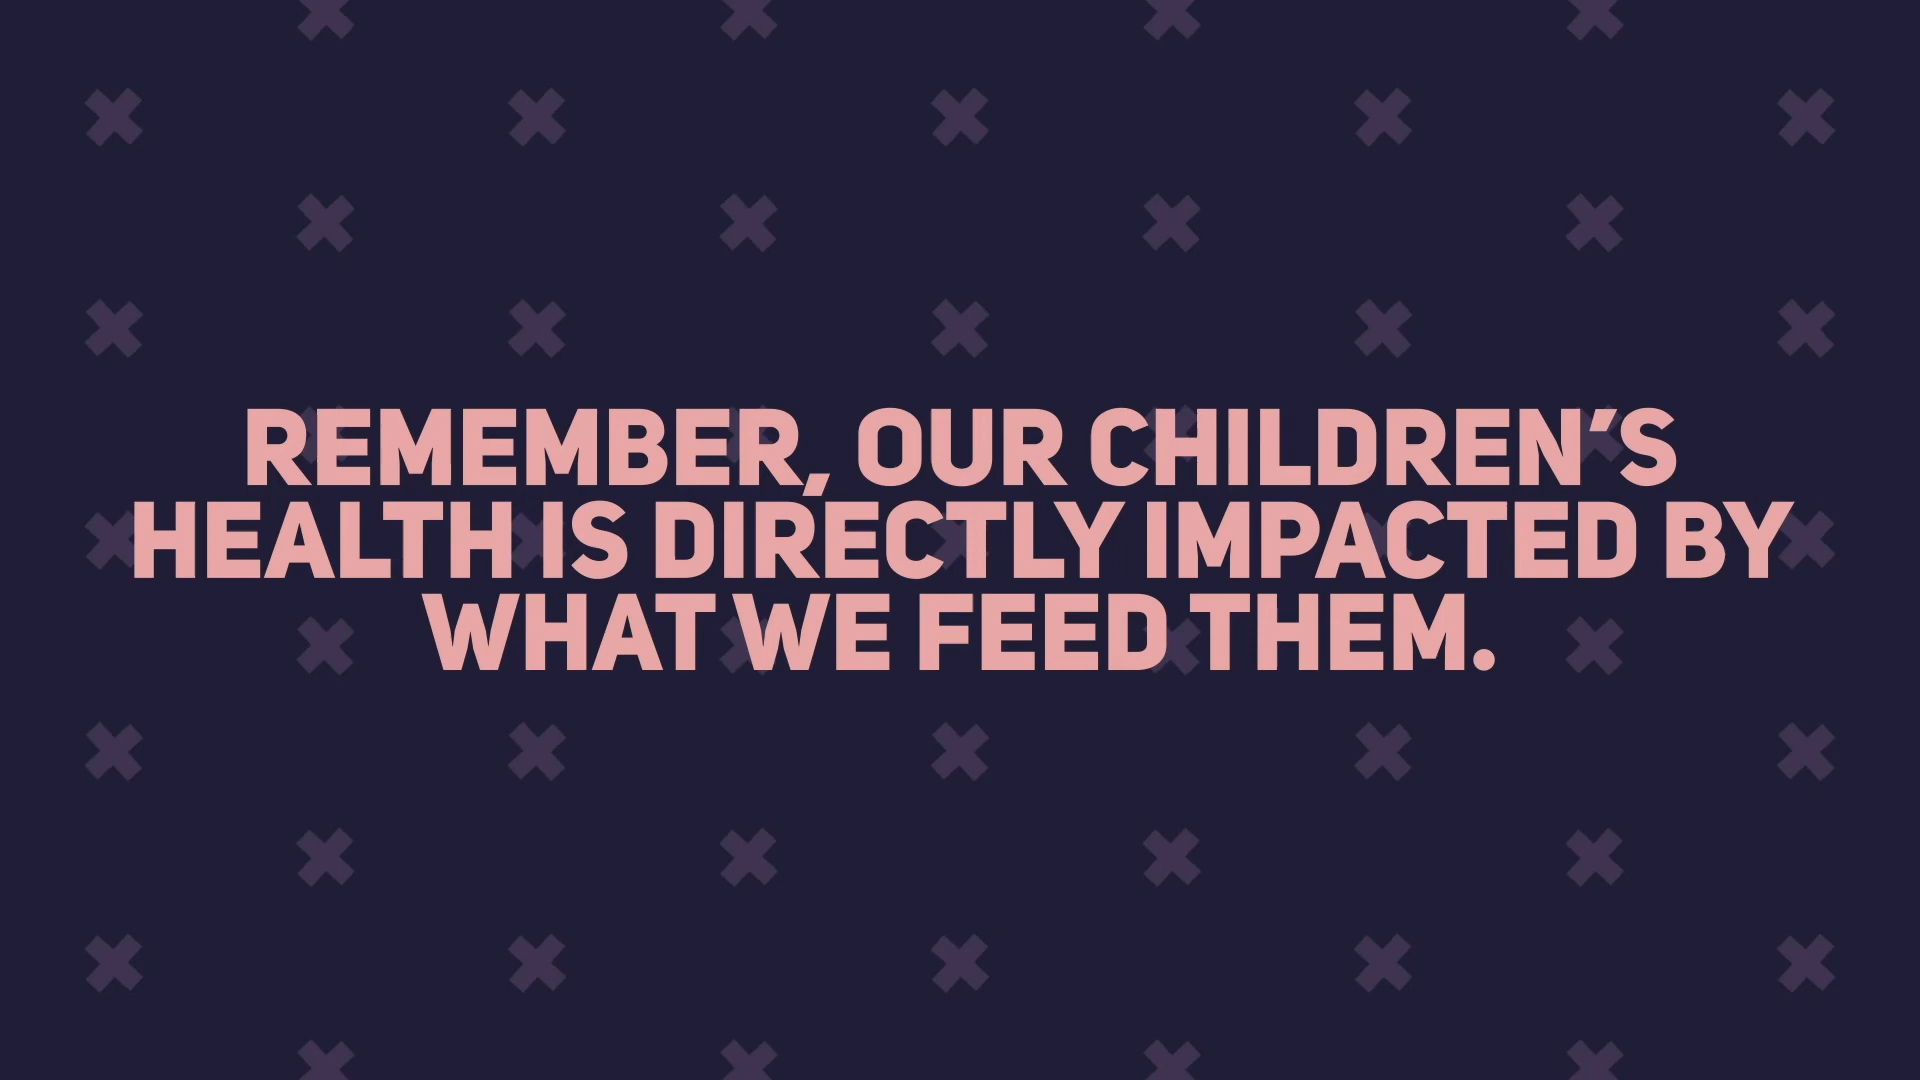 REMEMBER, OUR CHILDREN’S
HEALTH IS DIRECTLY IMPACTED BY
WHAT WE FEED THEM.